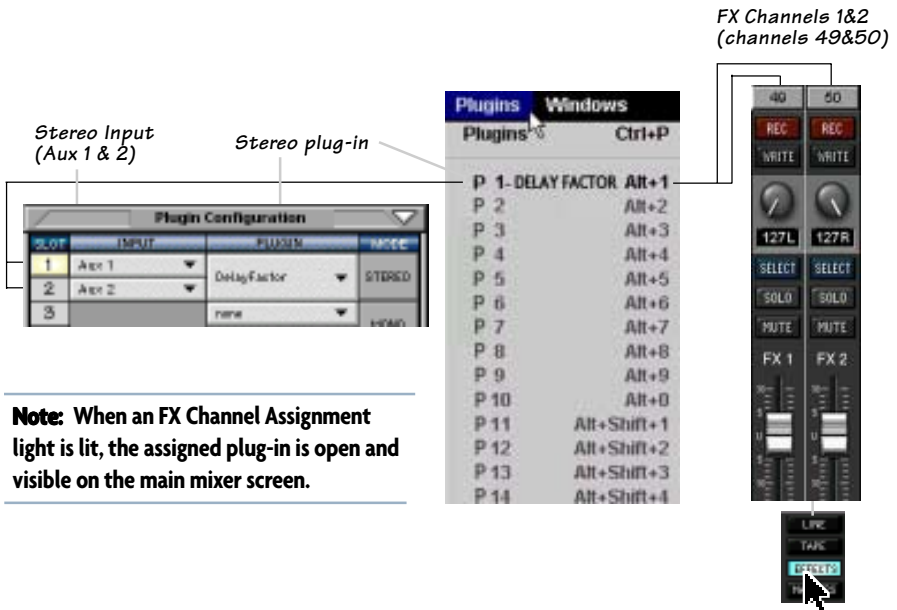 FX Channels 1&2
(channels 49&50)
Stereo Input
(Aux 1 & 2)
Stereo plug-in
Plugin Configuration
SLOT INPUT PLUGIN MODE
1 Aux 1 DelayFactor STEREO
2 Aux 2
3 none MONO
Note: When an FX Channel Assignment
light is lit, the assigned plug-in is open and
visible on the main mixer screen.
Plugins Windows
Plugins Ctrl+P
P 1- DELAY FACTOR Alt+1
P 2 Alt+2
P 3 Alt+3
P 4 Alt+4
P 5 Alt+5
P 6 Alt+6
P 7 Alt+7
P 8 Alt+8
P 9 Alt+9
P 10 Alt+0
P 11 Alt+Shift+1
P 12 Alt+Shift+2
P 13 Alt+Shift+3
P 14 Alt+Shift+4
49 50
REC REC
WRITE WRITE
127L 127R
SELECT SELECT
SOLO SOLO
MUTE MUTE
FX 1 FX 2
LINE
TAPE
EFFECTS